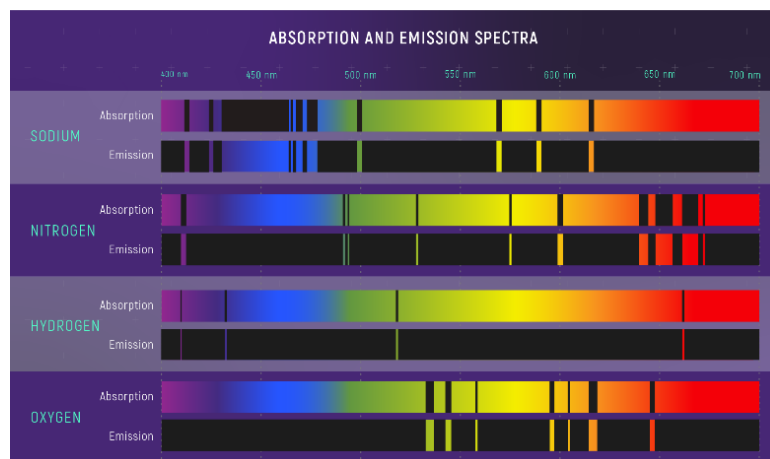 ABSORPTION AND EMISSION SPECTRA
400 nm 450 nm 500 nm 550 nm 600 nm 650 nm 700 nm
Absorption
SODIUM
Emission
Absorption
NITROGEN
Emission
Absorption
HYDROGEN
Emission
Absorption
OXYGEN
Emission